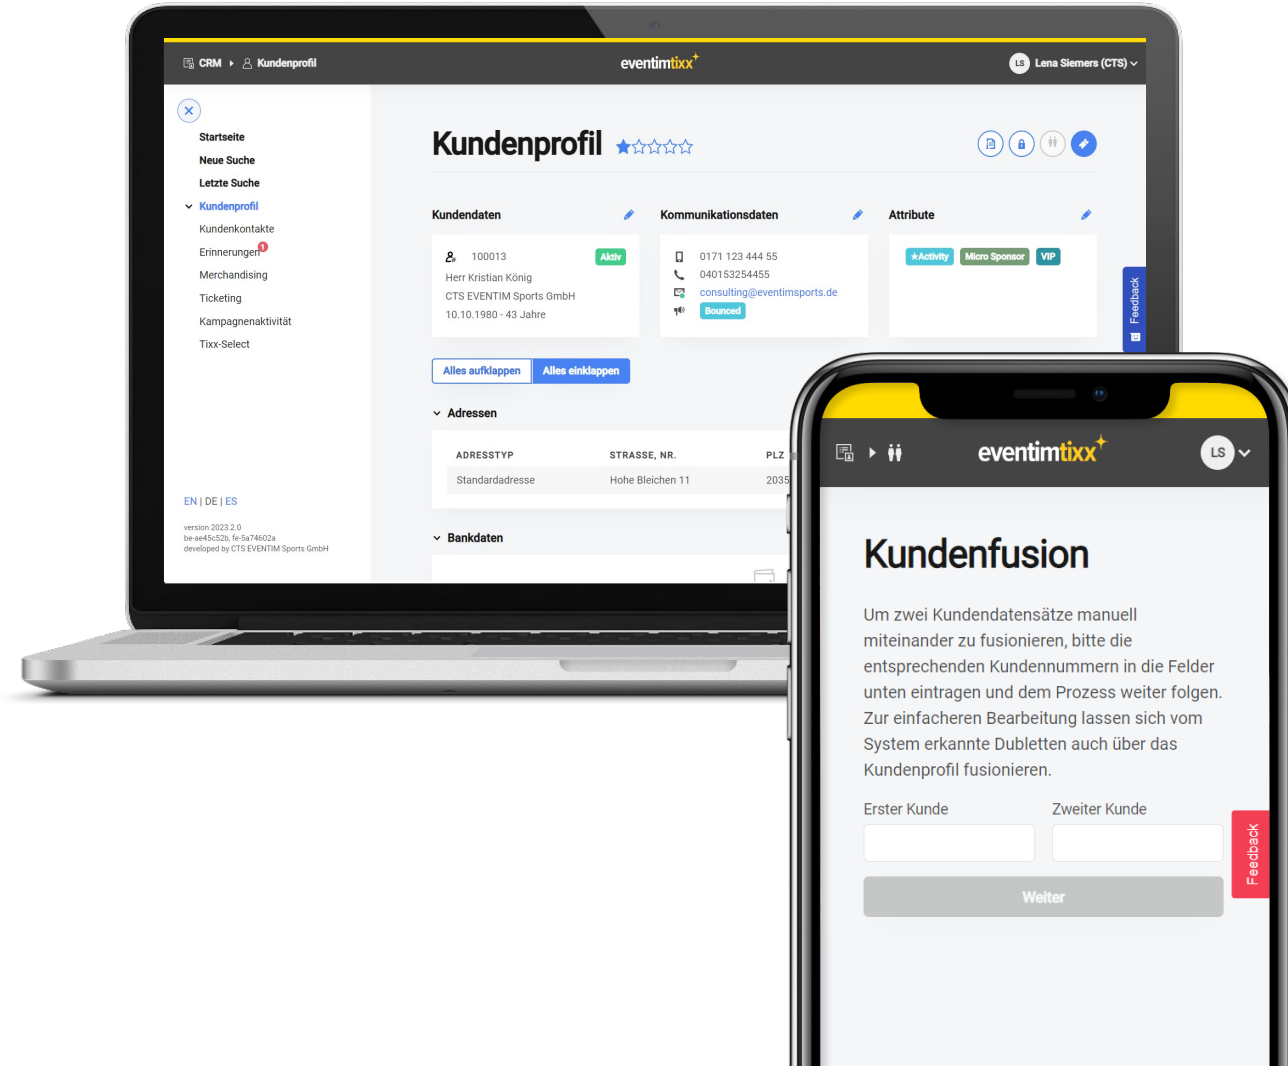 CRM Kundenprofil
eventimtixx
LS Lena Siemers (CTS)
Startseite
Neue Suche
Letzte Suche
Kundenprofil
Kundenkontakte
Erinnerungen 1
Merchandising
Ticketing
Kampagnenaktivität
Tixx-Select
EN | DE | ES
version 2023.2.0
be-ae45c52b, fe-5a74602a
developed by CTS EVENTIM Sports GmbH
Kundenprofil
Kundendaten
100013 Aktiv
Herr Kristian König
CTS EVENTIM Sports GmbH
10.10.1980 - 43 Jahre
Kommunikationsdaten
0171 123 444 55
040153254455
consulting@eventimsports.de
Bounced
Attribute
Activity Micro Sponsor VIP
Feedback
Alles aufklappen Alles einklappen
Adressen
ADRESSTYP STRASSE, NR. PLZ
Standardadresse Hohe Bleichen 11 2035
Bankdaten
eventimtixx
LS
Kundenfusion
Um zwei Kundendatensätze manuell
miteinander zu fusionieren, bitte die
entsprechenden Kundennummern in die Felder
unten eintragen und dem Prozess weiter folgen.
Zur einfacheren Bearbeitung lassen sich vom
System erkannte Dubletten auch über das
Kundenprofil fusionieren.
Erster Kunde Zweiter Kunde
Weiter
Feedback